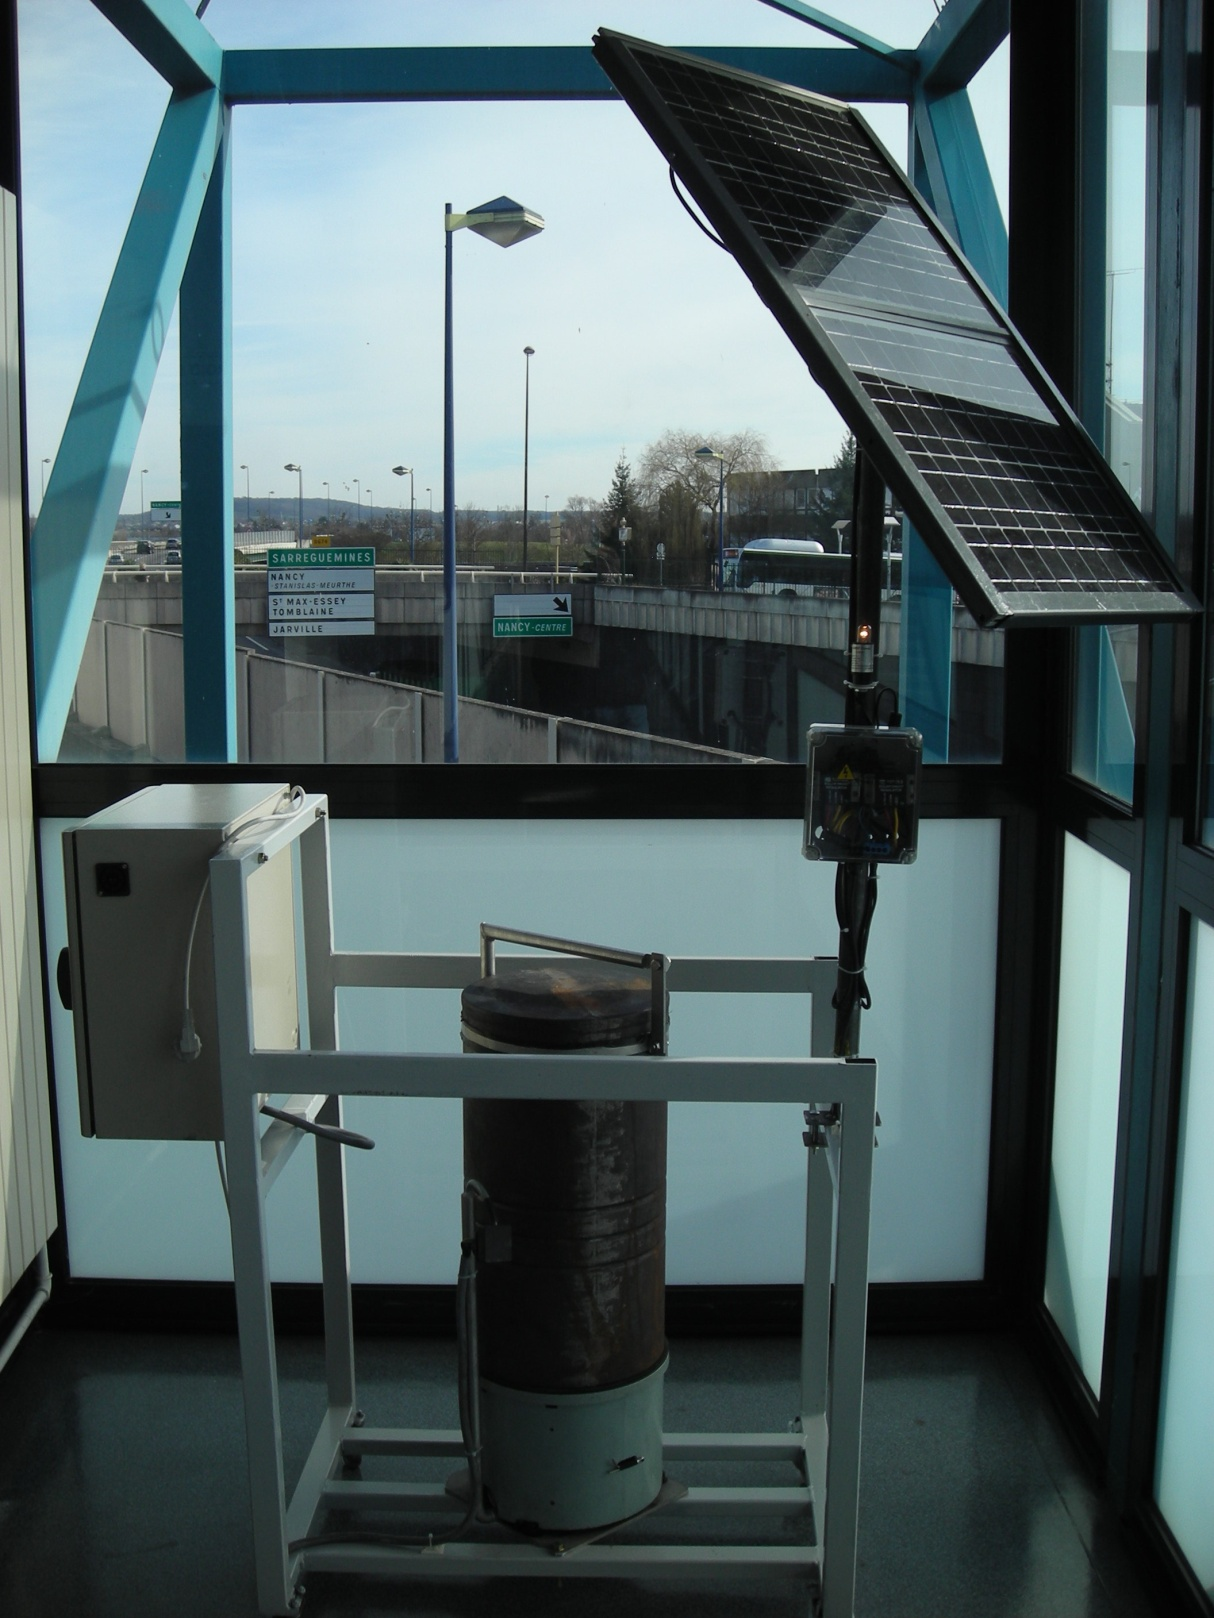 SARREGUEMINES
NANCY
-STANISLAS-MEURTHE
St MAX-ESSEY
TOMBLAINE
JARVILLE
NANCY-CENTRE